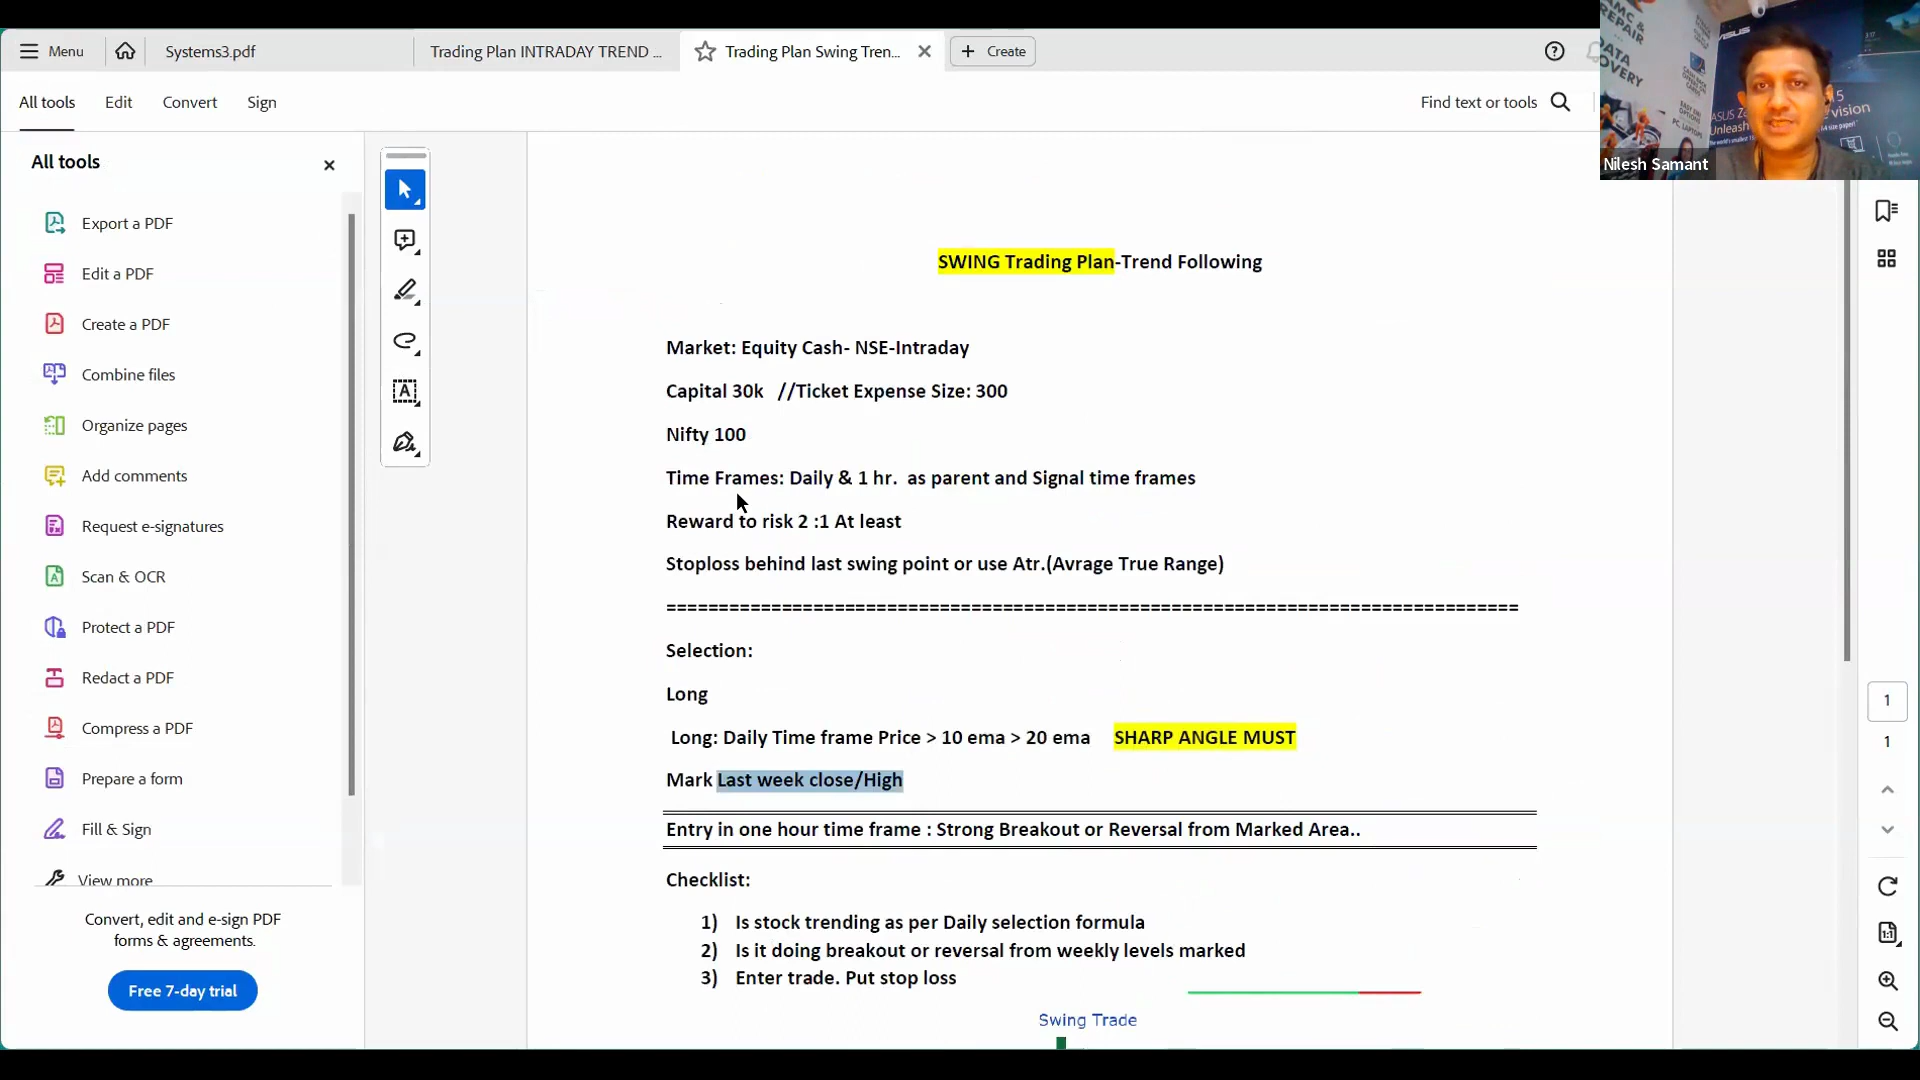 Menu
Systems3.pdf
Trading Plan INTRADAY TREND ...
Trading Plan Swing Tren...
Create
All tools
Edit
Convert
Sign
Find text or tools
AMC &
REPAIR
DATA
OVERY
ASUS
Nilesh Samant
All tools
Export a PDF
Edit a PDF
Create a PDF
Combine files
Organize pages
Add comments
Request e-signatures
Scan & OCR
Protect a PDF
Redact a PDF
Compress a PDF
Prepare a form
Fill & Sign
View more
Convert, edit and e-sign PDF
forms & agreements.
Free 7-day trial
SWING Trading Plan-Trend Following
Market: Equity Cash- NSE-Intraday
Capital 30k //Ticket Expense Size: 300
Nifty 100
Time Frames: Daily & 1 hr. as parent and Signal time frames
Reward to risk 2 :1 At least
Stoploss behind last swing point or use Atr.(Avrage True Range)
==================================================================================
Selection:
Long
Long: Daily Time frame Price > 10 ema > 20 ema SHARP ANGLE MUST
Mark Last week close/High
Entry in one hour time frame : Strong Breakout or Reversal from Marked Area..
Checklist:
1) Is stock trending as per Daily selection formula
2) Is it doing breakout or reversal from weekly levels marked
3) Enter trade. Put stop loss
Swing Trade
1
1